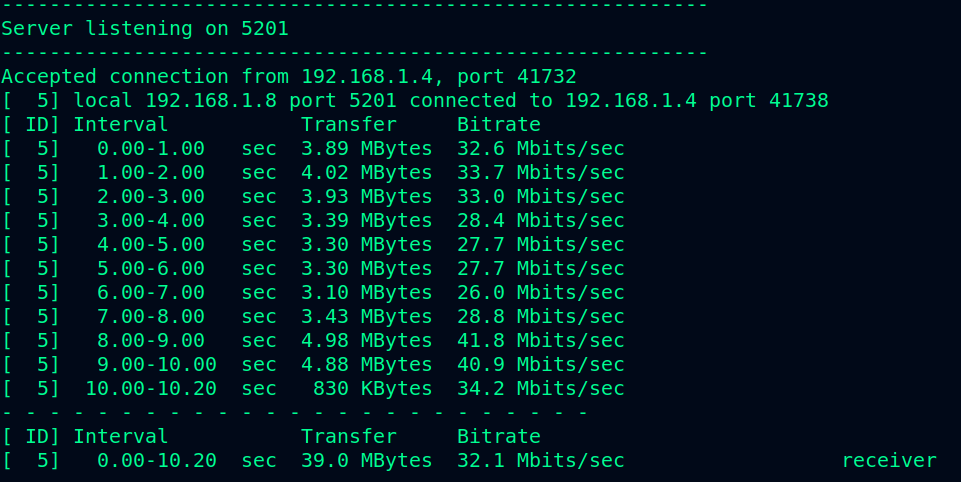 -----------------------------------------------------------
Server listening on 5201
-----------------------------------------------------------
Accepted connection from 192.168.1.4, port 41732
[  5] local 192.168.1.8 port 5201 connected to 192.168.1.4 port 41738
[ ID] Interval           Transfer     Bitrate
[  5]   0.00-1.00   sec  3.89 MBytes  32.6 Mbits/sec
[  5]   1.00-2.00   sec  4.02 MBytes  33.7 Mbits/sec
[  5]   2.00-3.00   sec  3.93 MBytes  33.0 Mbits/sec
[  5]   3.00-4.00   sec  3.39 MBytes  28.4 Mbits/sec
[  5]   4.00-5.00   sec  3.30 MBytes  27.7 Mbits/sec
[  5]   5.00-6.00   sec  3.30 MBytes  27.7 Mbits/sec
[  5]   6.00-7.00   sec  3.10 MBytes  26.0 Mbits/sec
[  5]   7.00-8.00   sec  3.43 MBytes  28.8 Mbits/sec
[  5]   8.00-9.00   sec  4.98 MBytes  41.8 Mbits/sec
[  5]   9.00-10.00  sec  4.88 MBytes  40.9 Mbits/sec
[  5]  10.00-10.20  sec   830 KBytes  34.2 Mbits/sec
- - - - - - - - - - - - - - - - - - - - - - - - -
[ ID] Interval           Transfer     Bitrate
[  5]   0.00-10.20  sec  39.0 MBytes  32.1 Mbits/sec                  receiver